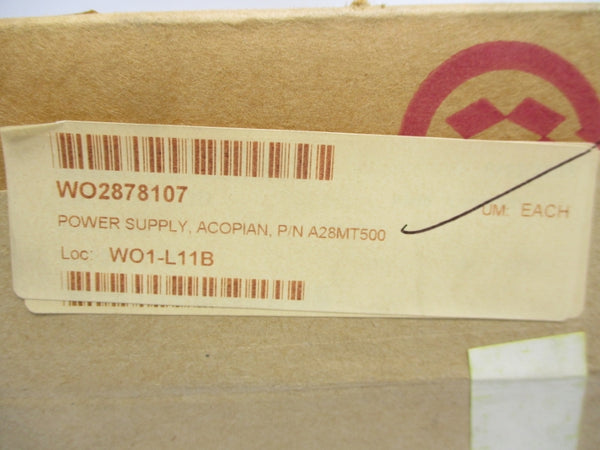 WO2878107
POWER SUPPLY, ACOPIAN, P/N A28MT500
UM: EACH
Loc: WO1-L11B